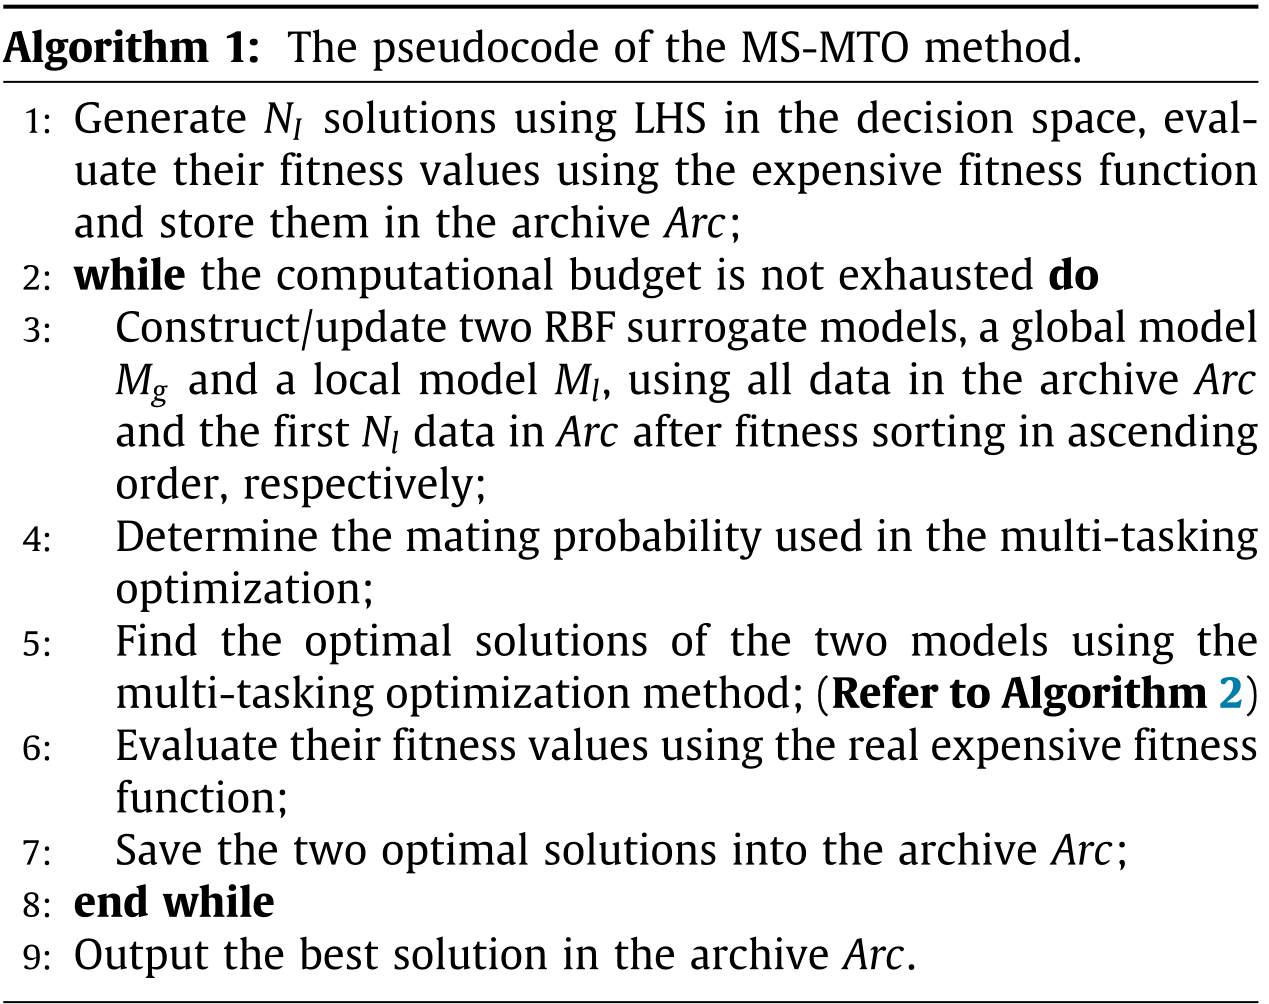 Algorithm 1: The pseudocode of the MS-MTO method.
1: Generate N_I solutions using LHS in the decision space, eval-
uate their fitness values using the expensive fitness function
and store them in the archive Arc;
2: while the computational budget is not exhausted do
3: Construct/update two RBF surrogate models, a global model
M_g and a local model M_l, using all data in the archive Arc
and the first N_l data in Arc after fitness sorting in ascending
order, respectively;
4: Determine the mating probability used in the multi-tasking
optimization;
5: Find the optimal solutions of the two models using the
multi-tasking optimization method; (Refer to Algorithm 2)
6: Evaluate their fitness values using the real expensive fitness
function;
7: Save the two optimal solutions into the archive Arc;
8: end while
9: Output the best solution in the archive Arc.